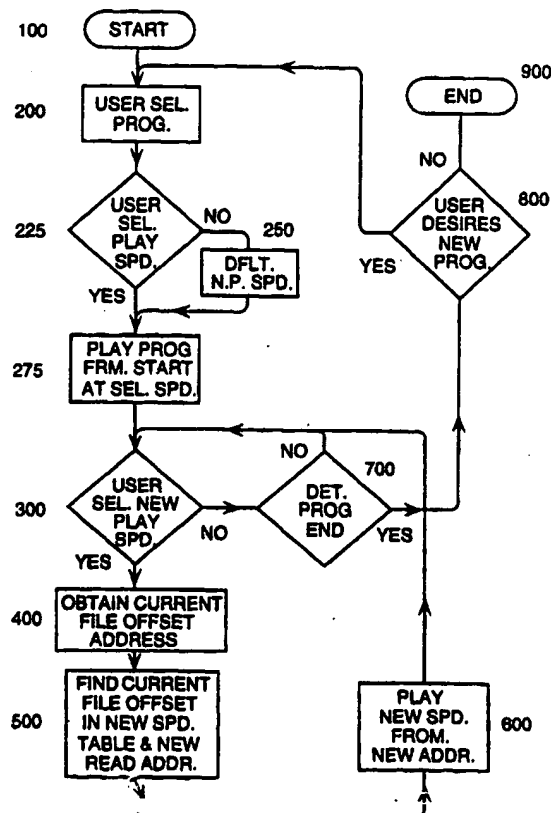 100
START
900
END
200
USER SEL.
PROG.
NO
800
USER
DESIRES
NEW
PROG.
YES
225
USER
SEL.
PLAY
SPD.
NO
250
DFLT.
N.P. SPD.
YES
275
PLAY PROG
FRM. START
AT SEL. SPD.
NO
700
300
USER
SEL. NEW
PLAY
SPD.
NO
DET.
PROG
END
YES
YES
400
OBTAIN CURRENT
FILE OFFSET
ADDRESS
500
FIND CURRENT
FILE OFFSET
IN NEW SPD.
TABLE & NEW
READ ADDR.
PLAY
NEW SPD.
FROM.
NEW ADDR.
600